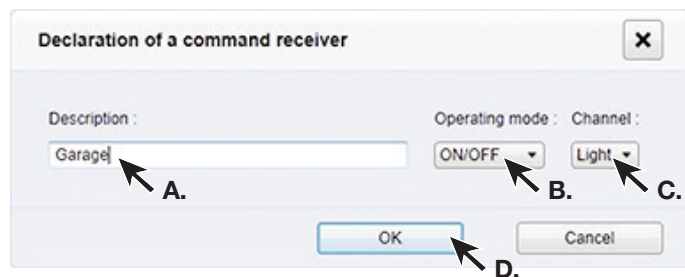 Declaration of a command receiver
Description :
Operating mode :
Channel :
Garage
ON/OFF
Light
A.
B.
C.
OK
Cancel
D.